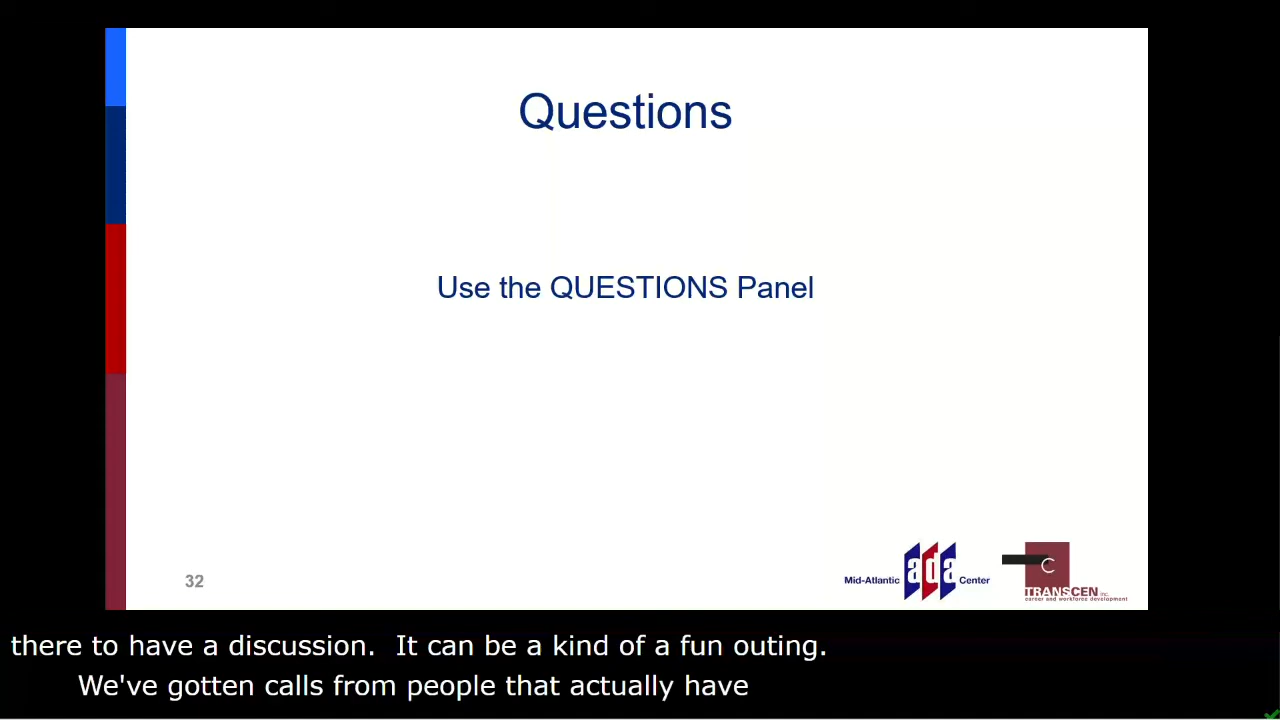 Questions
Use the QUESTIONS Panel
32
Mid-Atlantic ada Center
C
TRANSCEN inc.
career and workforce development
there to have a discussion.  It can be a kind of a fun outing.
We've gotten calls from people that actually have